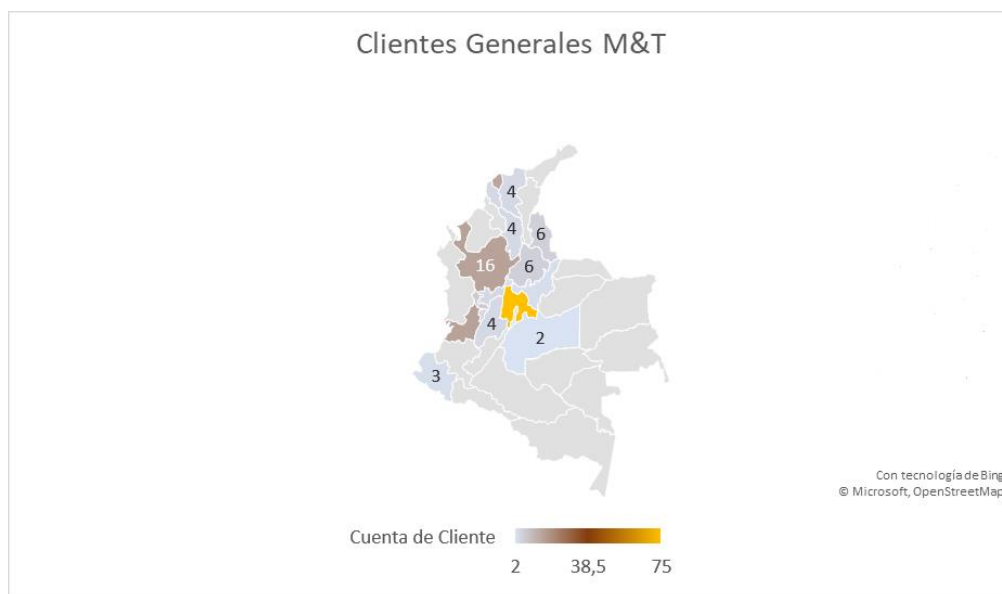 Clientes Generales M&T
4
4
6
16
6
4
2
3
Con tecnología de Bing
© Microsoft, OpenStreetMap
Cuenta de Cliente
2 38,5 75